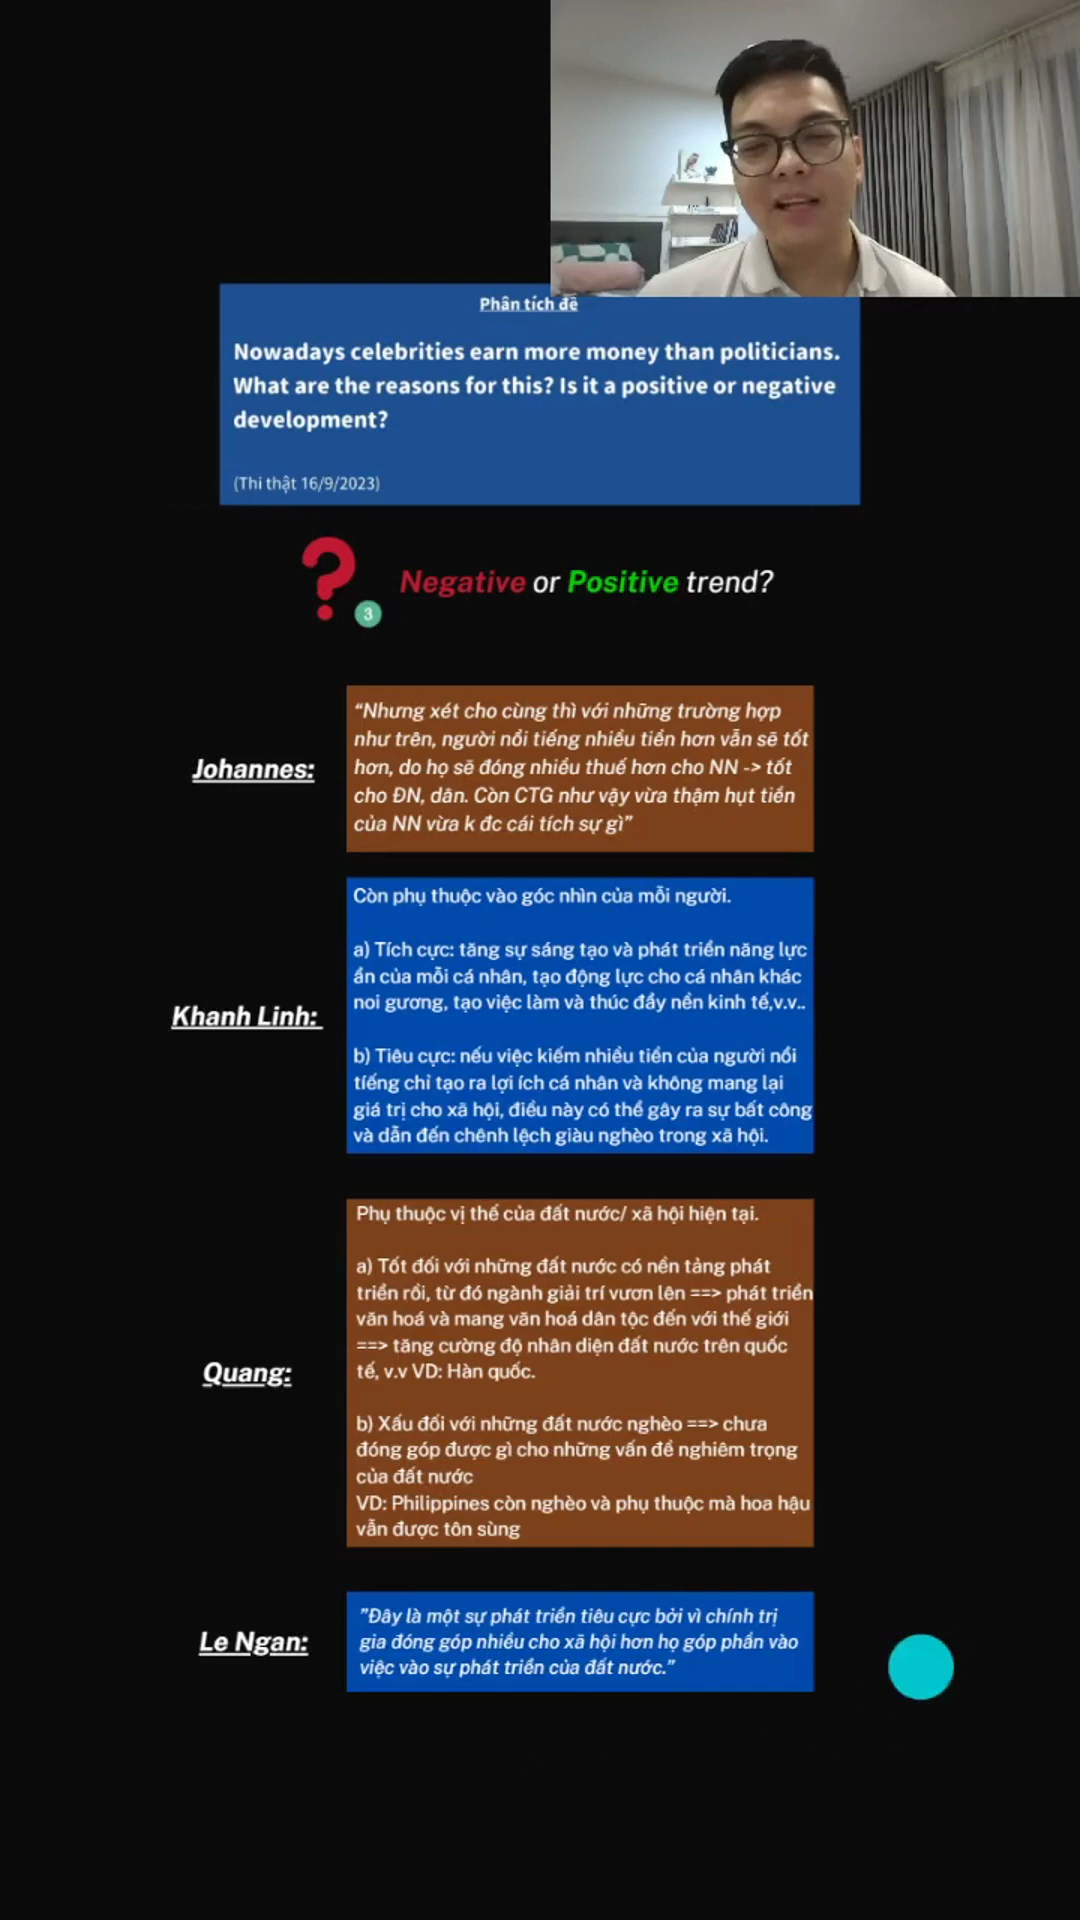 Phân tích đề
Nowadays celebrities earn more money than politicians.
What are the reasons for this? Is it a positive or negative
development?
(Thi thật 16/9/2023)
?
3
Negative or Positive trend?
Johannes:
“Nhưng xét cho cùng thì với những trường hợp
như trên, người nổi tiếng nhiều tiền hơn vẫn sẽ tốt
hơn, do họ sẽ đóng nhiều thuế hơn cho NN -> tốt
cho ĐN, dân. Còn CTG như vậy vừa thậm hụt tiền
của NN vừa k đc cái tích sự gì”
Khanh Linh:
Còn phụ thuộc vào góc nhìn của mỗi người.
a) Tích cực: tăng sự sáng tạo và phát triển năng lực
ẩn của mỗi cá nhân, tạo động lực cho cá nhân khác
noi gương, tạo việc làm và thúc đẩy nền kinh tế,v.v..
b) Tiêu cực: nếu việc kiếm nhiều tiền của người nổi
tiếng chỉ tạo ra lợi ích cá nhân và không mang lại
giá trị cho xã hội, điều này có thể gây ra sự bất công
và dẫn đến chênh lệch giàu nghèo trong xã hội.
Quang:
Phụ thuộc vị thế của đất nước/ xã hội hiện tại.
a) Tốt đối với những đất nước có nền tảng phát
triển rồi, từ đó ngành giải trí vươn lên ==> phát triển
văn hoá và mang văn hoá dân tộc đến với thế giới
==> tăng cường độ nhân diện đất nước trên quốc
tế, v.v VD: Hàn quốc.
b) Xấu đối với những đất nước nghèo ==> chưa
đóng góp được gì cho những vấn đề nghiêm trọng
của đất nước
VD: Philippines còn nghèo và phụ thuộc mà hoa hậu
vẫn được tôn sùng
Le Ngan:
”Đây là một sự phát triển tiêu cực bởi vì chính trị
gia đóng góp nhiều cho xã hội hơn họ góp phần vào
việc vào sự phát triển của đất nước.”